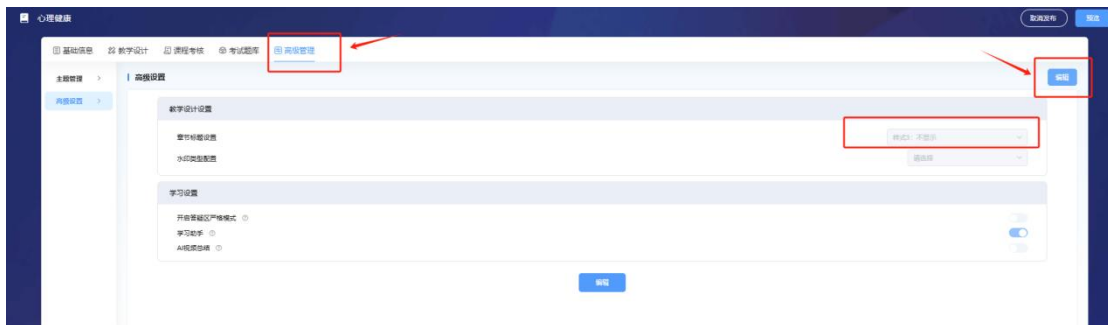 心理健康
取消发布 预览
基础信息 教学设计 课程考核 考试题库 高级管理
主题管理 >
高级设置
编辑
高级设置 >
教学设计设置
章节标题设置
样式3：不显示
水印类型配置
请选择
学习设置
开启答疑区严格模式
学习助手
AI视频总结
编辑